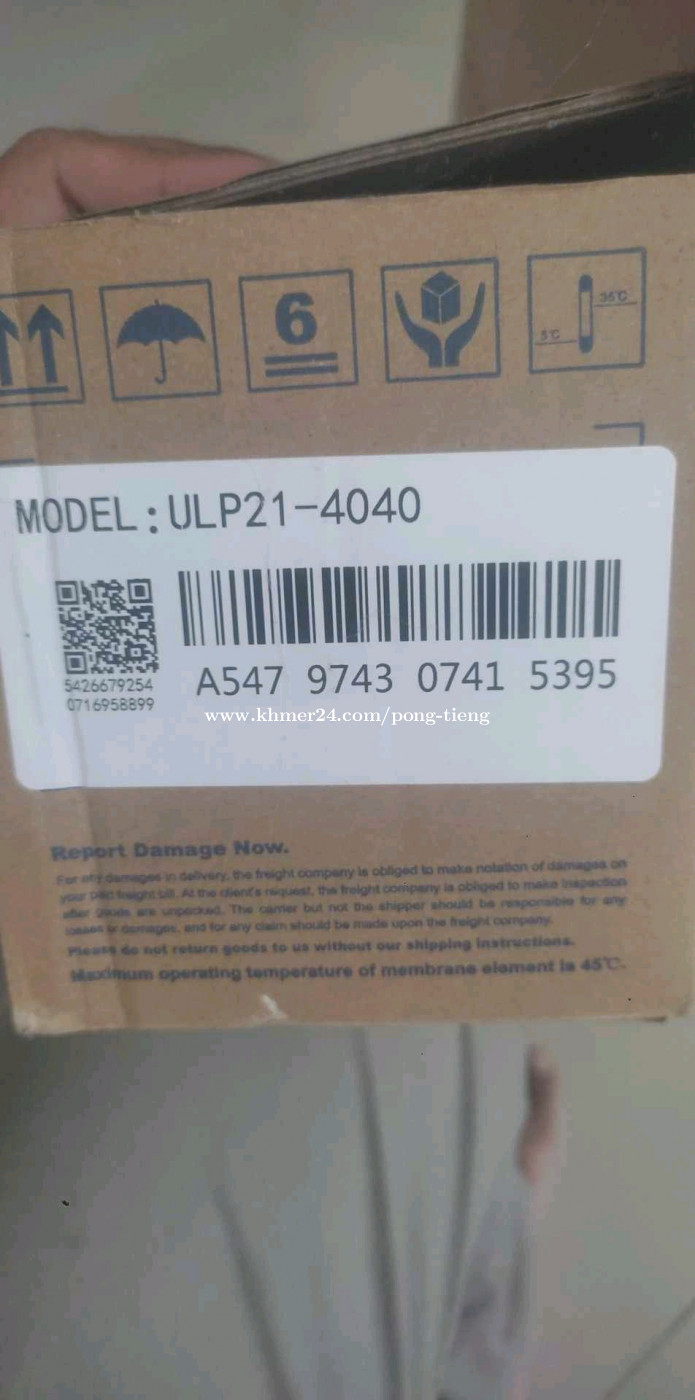 6
35℃
5℃
MODEL:ULP21-4040
5426679254
0716958899
A547 9743 0741 5395
www.khmer24.com/pong-tieng
Report Damage Now.
For any damages in delivery, the freight company is obliged to make notation of damages on
your paid freight bill. At the client's request, the freight company is obliged to make inspection
after goods are unpacked. The carrier but not the shipper should be responsible for any
losses or damages, and for any claim should be made upon the freight company.
Please do not return goods to us without our shipping instructions.
Maximum operating temperature of membrane element is 45℃.